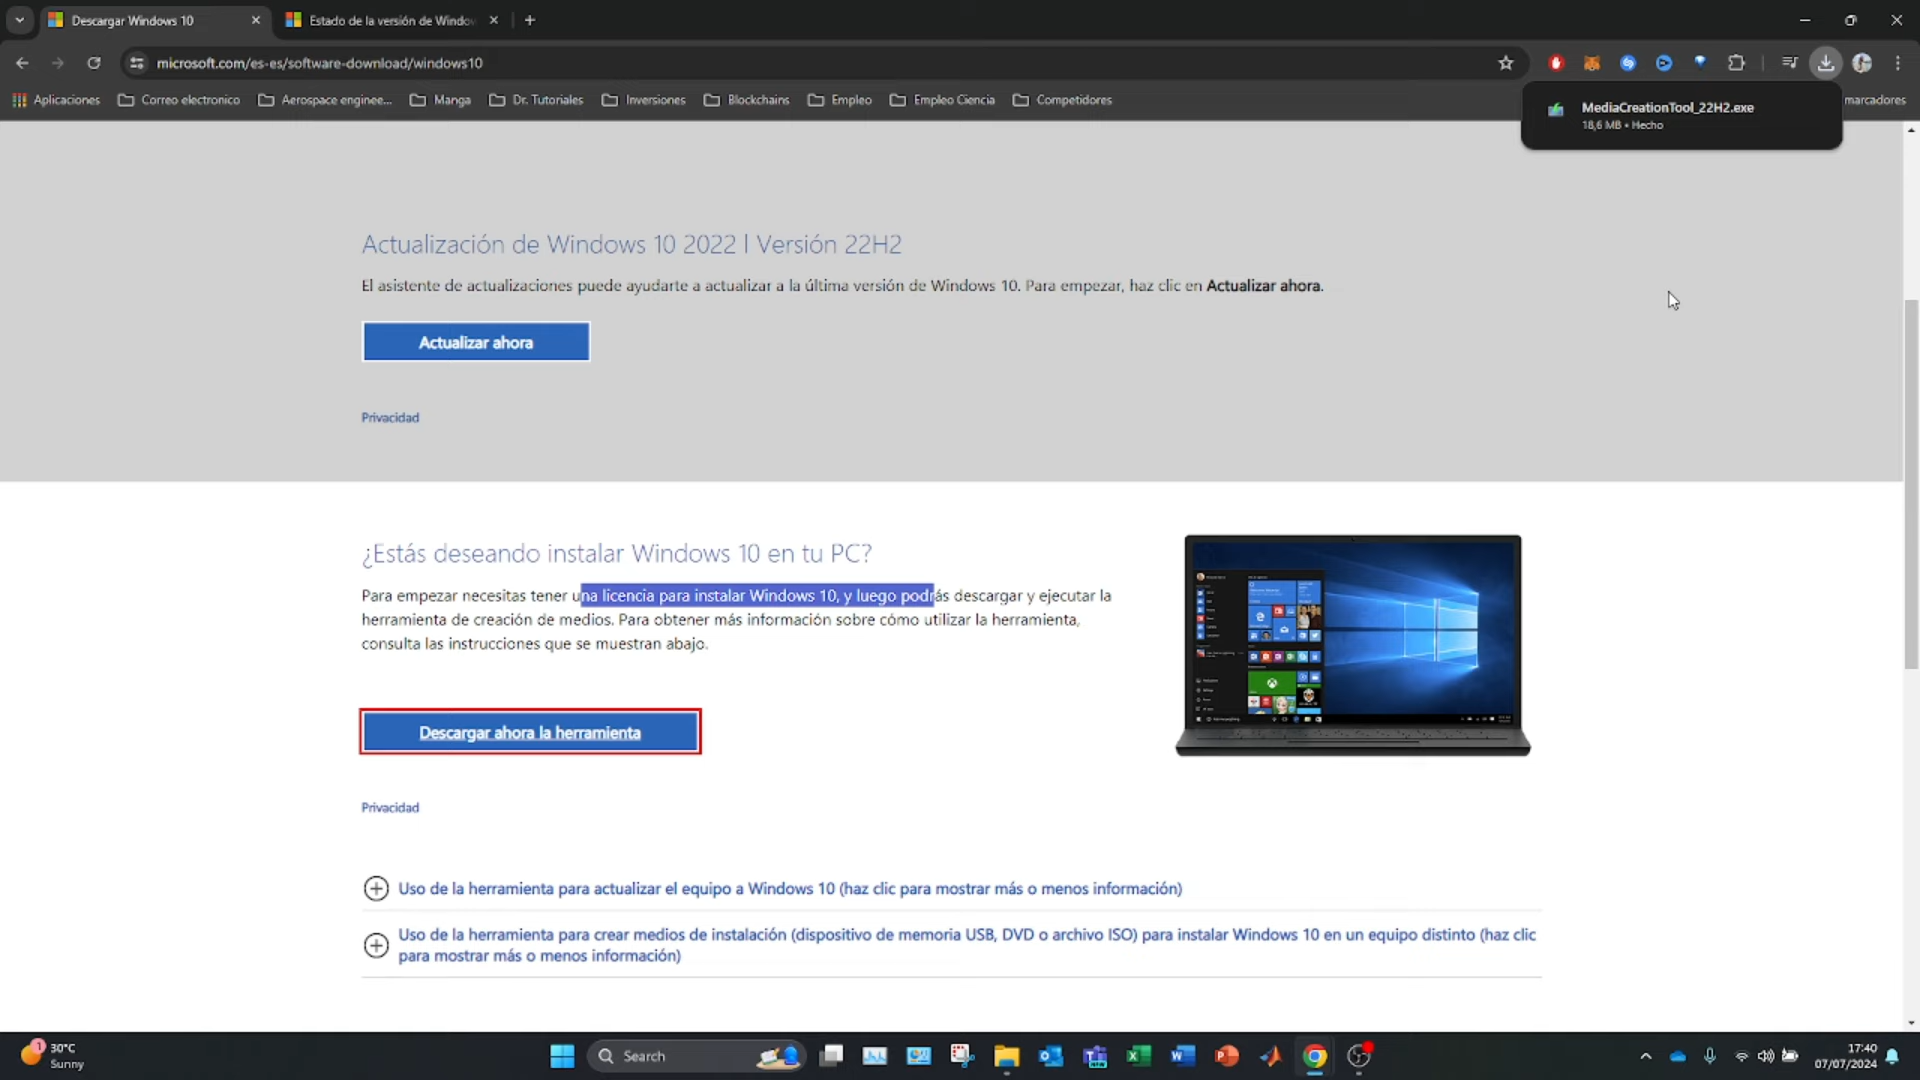 Descargar Windows 10
Estado de la versión de Windov
microsoft.com/es-es/software-download/windows10
Aplicaciones
Correo electronico
Aerospace enginee...
Manga
Dr. Tutoriales
Inversiones
Blockchains
Empleo
Empleo Ciencia
Competidores
marcadores
MediaCreationTool_22H2.exe
18,6 MB • Hecho
Actualización de Windows 10 2022 | Versión 22H2
El asistente de actualizaciones puede ayudarte a actualizar a la última versión de Windows 10. Para empezar, haz clic en Actualizar ahora.
Actualizar ahora
Privacidad
¿Estás deseando instalar Windows 10 en tu PC?
Para empezar necesitas tener una licencia para instalar Windows 10, y luego podrás descargar y ejecutar la
herramienta de creación de medios. Para obtener más información sobre cómo utilizar la herramienta,
consulta las instrucciones que se muestran abajo.
Descargar ahora la herramienta
Privacidad
Uso de la herramienta para actualizar el equipo a Windows 10 (haz clic para mostrar más o menos información)
Uso de la herramienta para crear medios de instalación (dispositivo de memoria USB, DVD o archivo ISO) para instalar Windows 10 en un equipo distinto (haz clic
para mostrar más o menos información)
1
30°C
Sunny
Search
17:40
07/07/2024